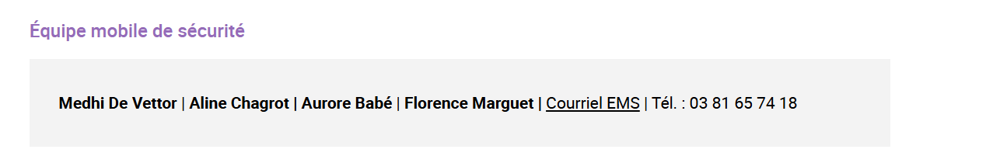 Équipe mobile de sécurité
Medhi De Vettor | Aline Chagrot | Aurore Babé | Florence Marguet | Courriel EMS | Tél. : 03 81 65 74 18